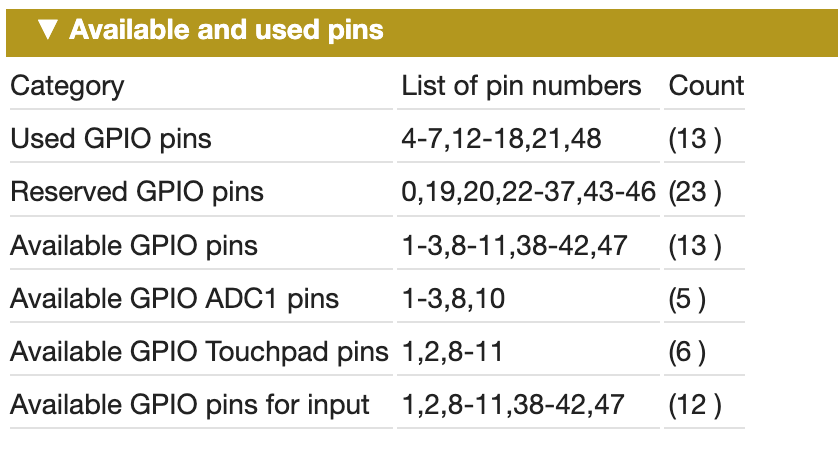 ▼ Available and used pins
Category List of pin numbers Count
Used GPIO pins 4-7,12-18,21,48 (13 )
Reserved GPIO pins 0,19,20,22-37,43-46 (23 )
Available GPIO pins 1-3,8-11,38-42,47 (13 )
Available GPIO ADC1 pins 1-3,8,10 (5 )
Available GPIO Touchpad pins 1,2,8-11 (6 )
Available GPIO pins for input 1,2,8-11,38-42,47 (12 )